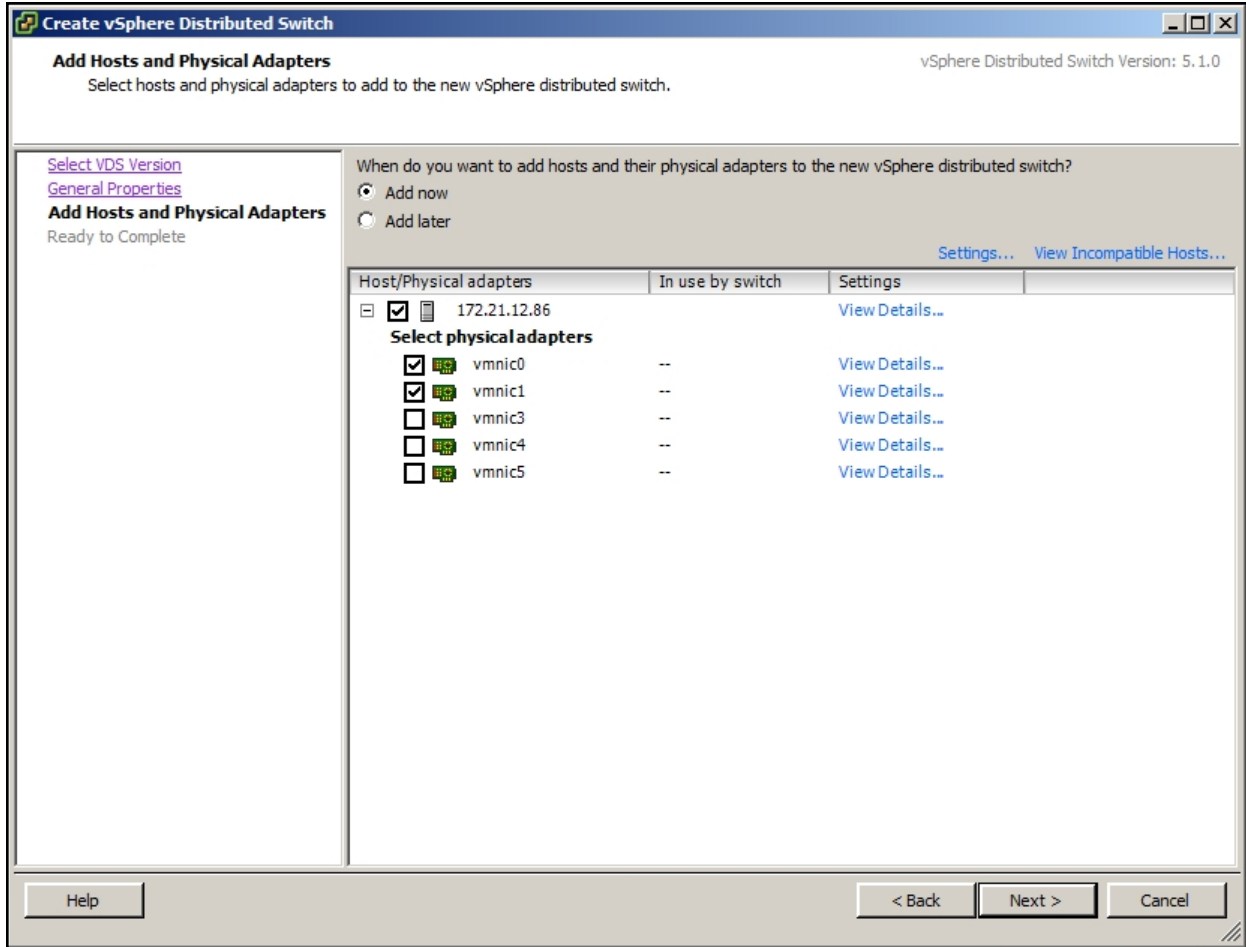 Create vSphere Distributed Switch
Add Hosts and Physical Adapters
Select hosts and physical adapters to add to the new vSphere distributed switch.
vSphere Distributed Switch Version: 5.1.0
Select VDS Version
General Properties
Add Hosts and Physical Adapters
Ready to Complete
When do you want to add hosts and their physical adapters to the new vSphere distributed switch?
Add now
Add later
Settings... View Incompatible Hosts...
Host/Physical adapters In use by switch Settings
172.21.12.86 View Details...
Select physical adapters
vmnic0 -- View Details...
vmnic1 -- View Details...
vmnic3 -- View Details...
vmnic4 -- View Details...
vmnic5 -- View Details...
Help < Back Next > Cancel